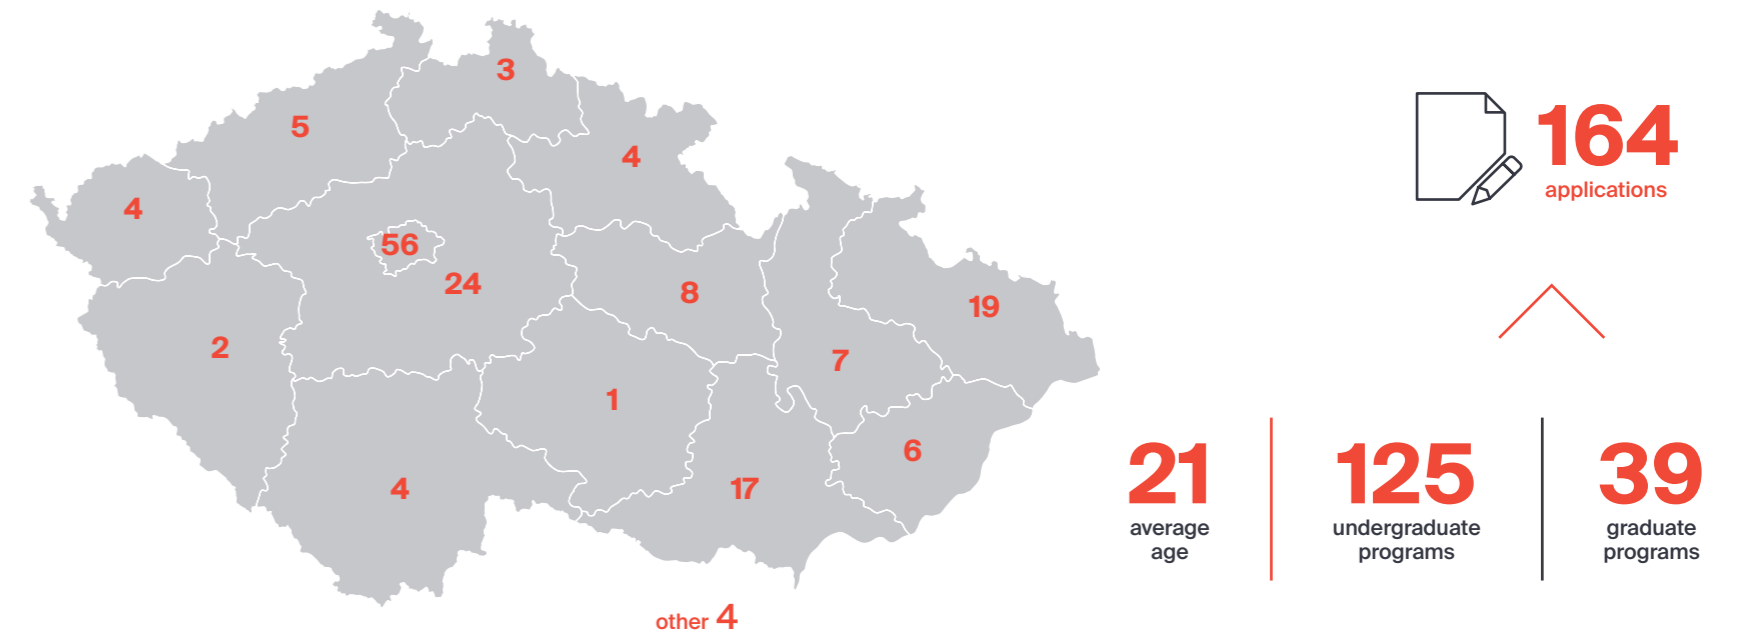 3
5
4
4
56
24
8
19
2
7
1
6
4
17
other 4
164
applications
21
average
age
125
undergraduate
programs
39
graduate
programs